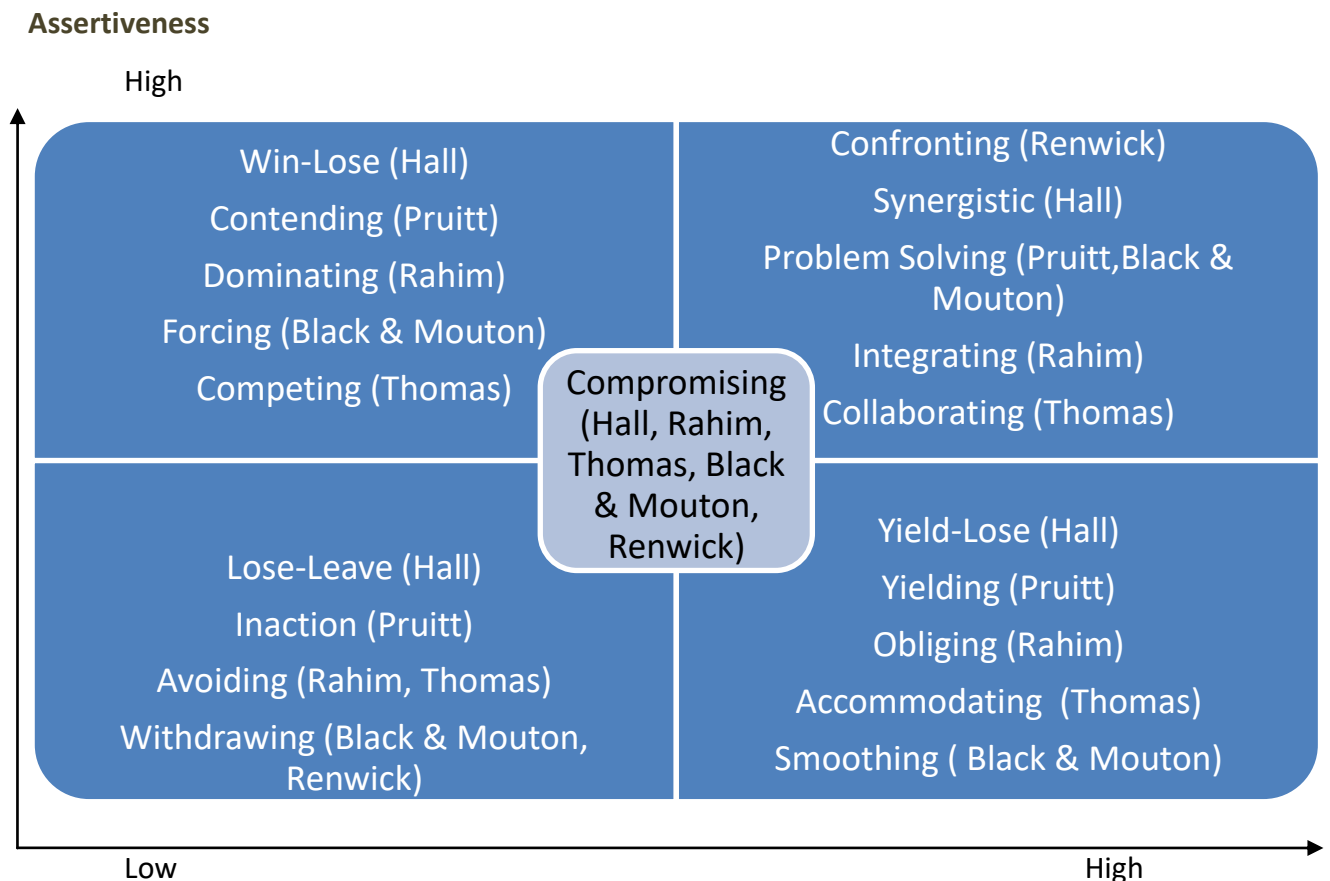 Assertiveness
High
Win-Lose (Hall)
Contending (Pruitt)
Dominating (Rahim)
Forcing (Black & Mouton)
Competing (Thomas)
Confronting (Renwick)
Synergistic (Hall)
Problem Solving (Pruitt,Black &
Mouton)
Integrating (Rahim)
Collaborating (Thomas)
Compromising
(Hall, Rahim,
Thomas, Black
& Mouton,
Renwick)
Lose-Leave (Hall)
Inaction (Pruitt)
Avoiding (Rahim, Thomas)
Withdrawing (Black & Mouton,
Renwick)
Yield-Lose (Hall)
Yielding (Pruitt)
Obliging (Rahim)
Accommodating  (Thomas)
Smoothing ( Black & Mouton)
Low
High